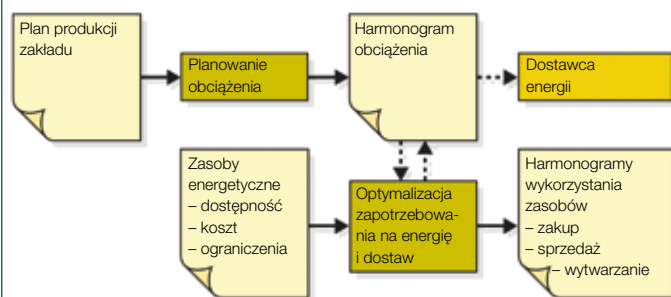 Plan produkcji
zakładu
Planowanie
obciążenia
Harmonogram
obciążenia
Dostawca
energii
Zasoby
energetyczne
– dostępność
– koszt
– ograniczenia
Optymalizacja
zapotrzebowa-
nia na energię
i dostaw
Harmonogramy
wykorzystania
zasobów
– zakup
– sprzedaż
– wytwarzanie